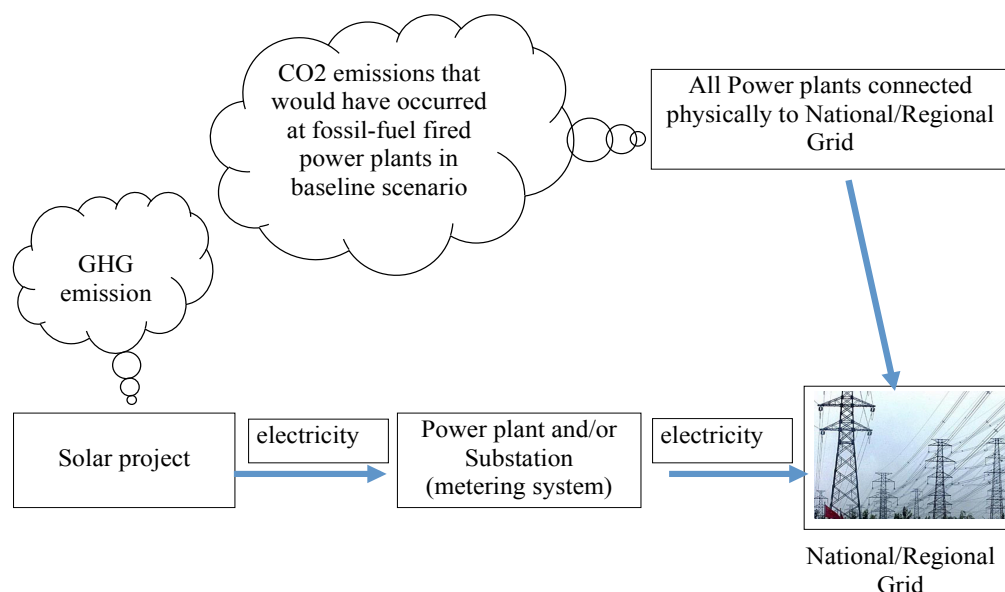 CO2 emissions that
would have occurred
at fossil-fuel fired
power plants in
baseline scenario
All Power plants connected
physically to National/Regional
Grid
GHG
emission
Solar project
electricity
Power plant and/or
Substation
(metering system)
electricity
National/Regional
Grid